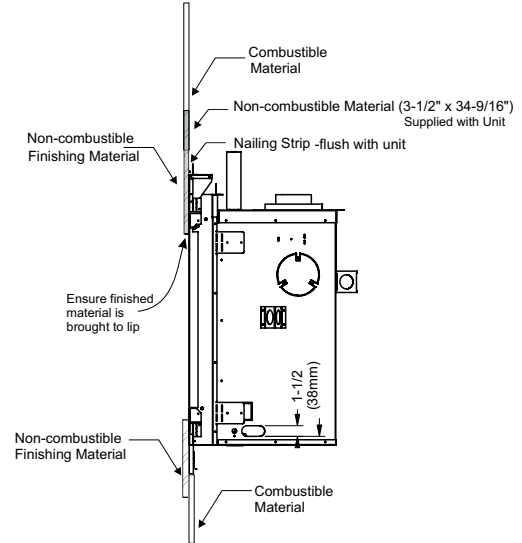 Combustible
Material
Non-combustible Material (3-1/2" x 34-9/16")
Supplied with Unit
Non-combustible
Finishing Material
Nailing Strip -flush with unit
Ensure finished
material is
brought to lip
1-1/2
(38mm)
Non-combustible
Finishing Material
Combustible
Material